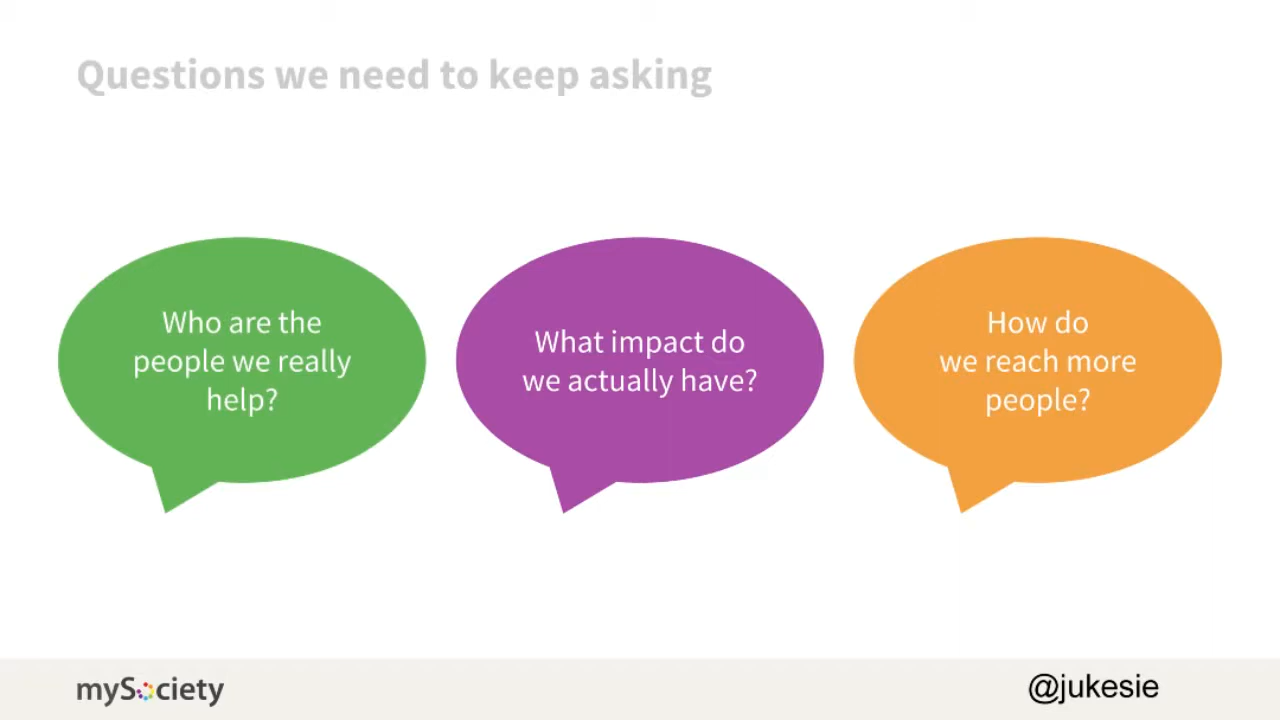 Questions we need to keep asking
Who are the
people we really
help?
What impact do
we actually have?
How do
we reach more
people?
mySociety
@jukesie